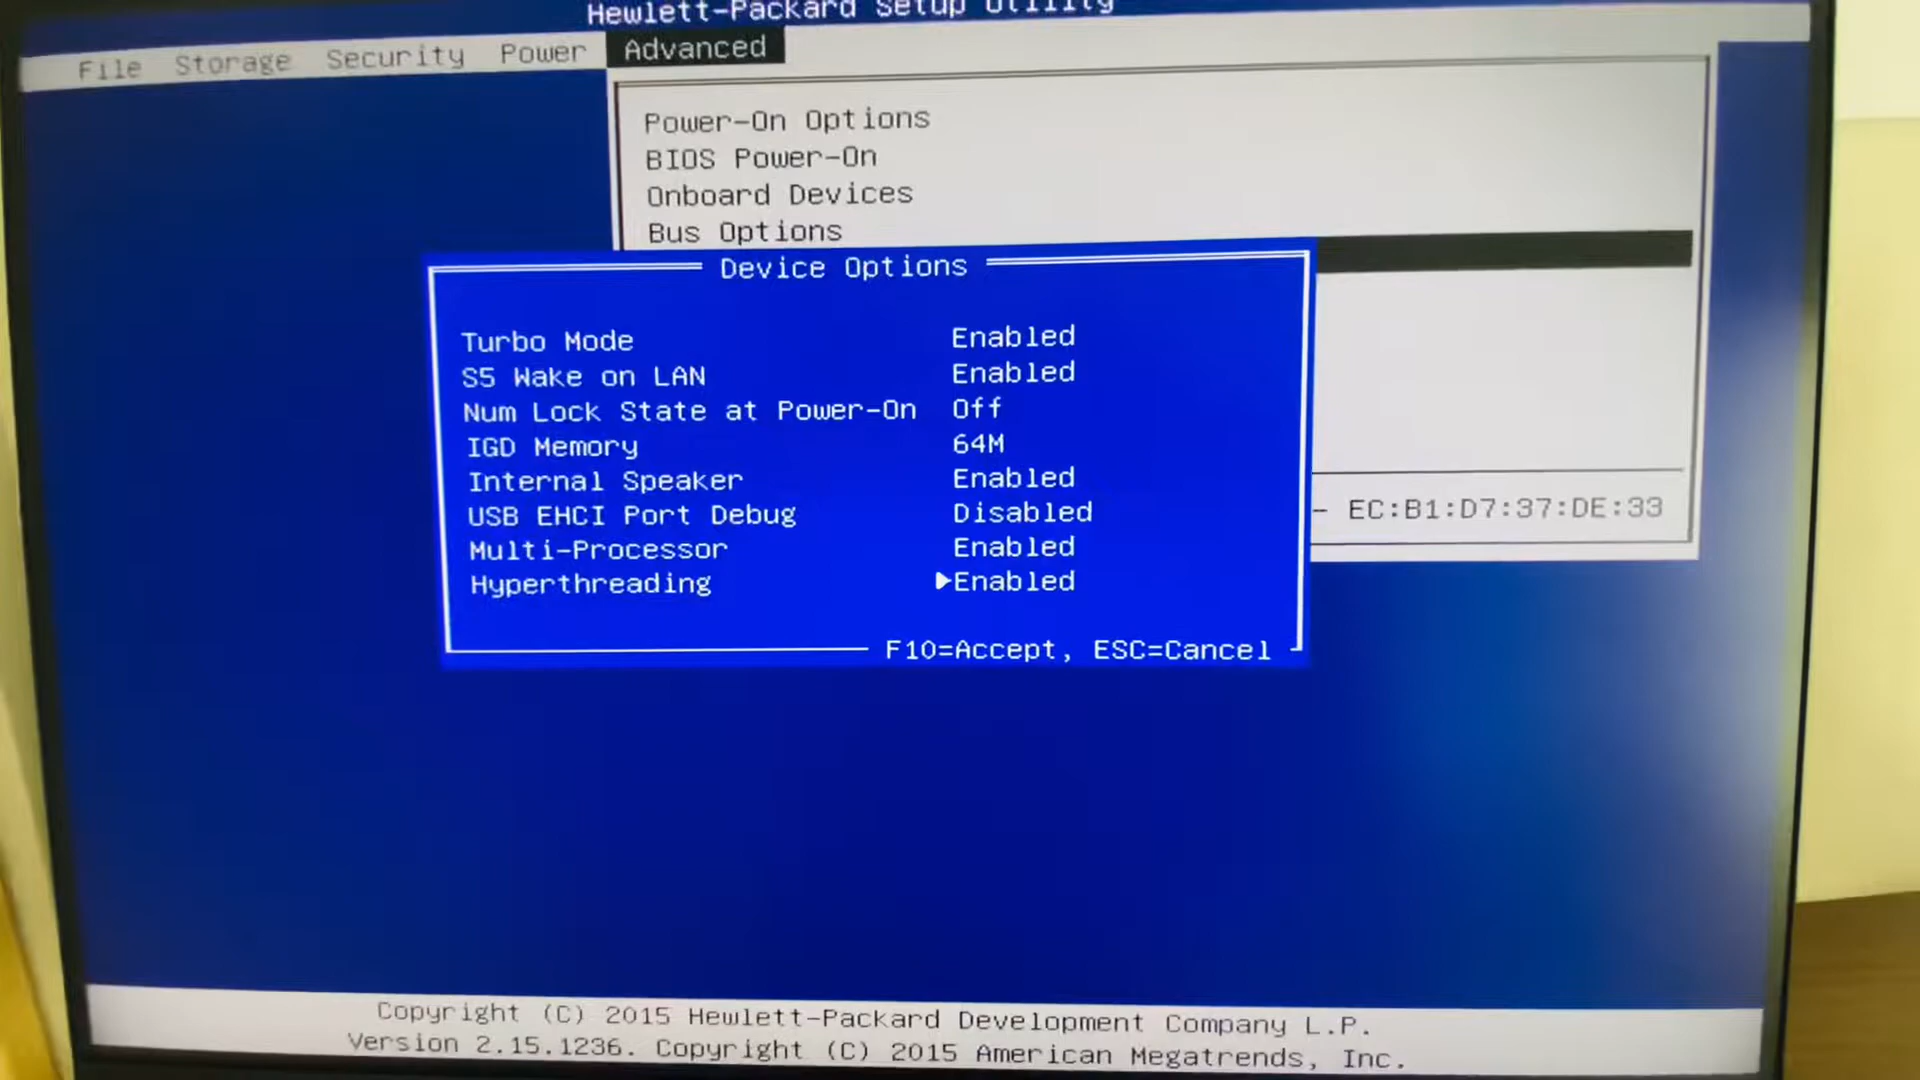 Hewlett-Packard Setup Utility
File Storage Security Power Advanced
Power-On Options
BIOS Power-On
Onboard Devices
Bus Options
Device Options
Turbo Mode Enabled
S5 Wake on LAN Enabled
Num Lock State at Power-On Off
IGD Memory 64M
Internal Speaker Enabled
USB EHCI Port Debug Disabled
Multi-Processor Enabled
Hyperthreading ▶Enabled
F10=Accept, ESC=Cancel
- EC:B1:D7:37:DE:33
Copyright (C) 2015 Hewlett-Packard Development Company L.P.
Version 2.15.1236. Copyright (C) 2015 American Megatrends, Inc.